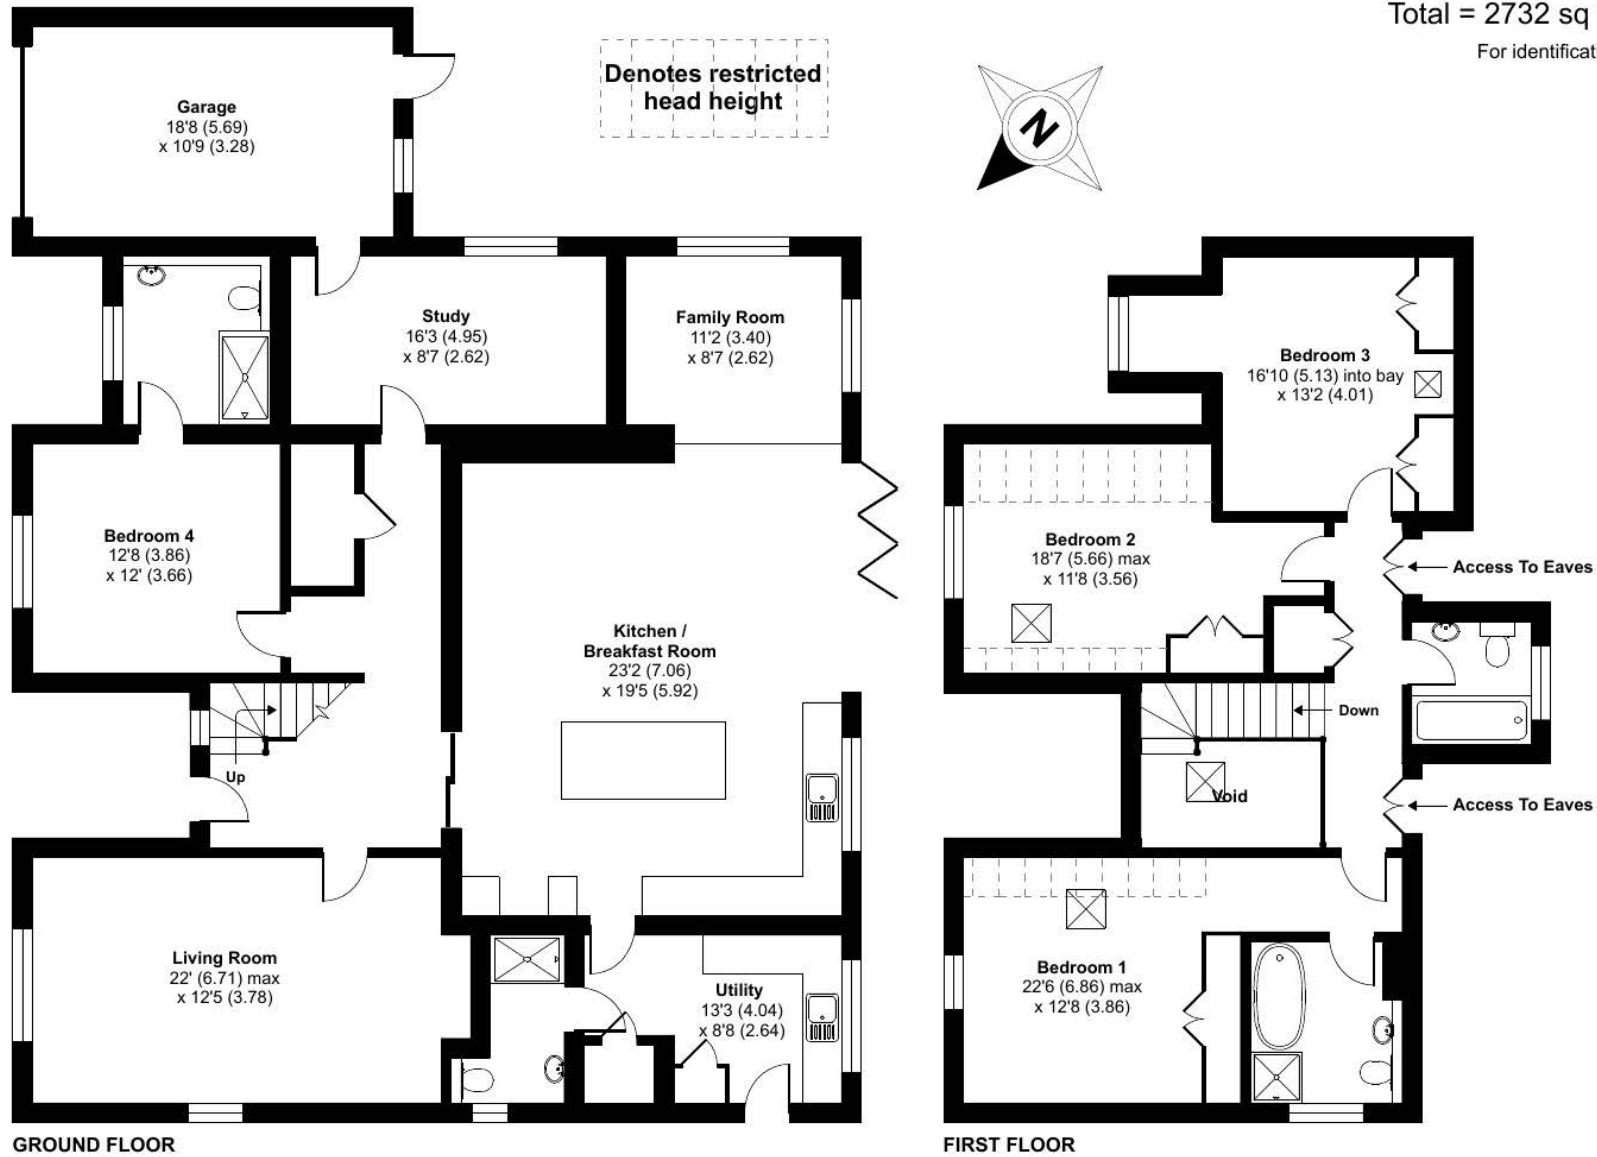 Total = 2732 sq
For identificat
Denotes restricted
head height
N
Garage
18'8 (5.69)
x 10'9 (3.28)
Study
16'3 (4.95)
x 8'7 (2.62)
Family Room
11'2 (3.40)
x 8'7 (2.62)
Bedroom 4
12'8 (3.86)
x 12' (3.66)
Kitchen /
Breakfast Room
23'2 (7.06)
x 19'5 (5.92)
Up
Living Room
22' (6.71) max
x 12'5 (3.78)
Utility
13'3 (4.04)
x 8'8 (2.64)
GROUND FLOOR
Bedroom 3
16'10 (5.13) into bay
x 13'2 (4.01)
Bedroom 2
18'7 (5.66) max
x 11'8 (3.56)
Access To Eaves
Down
Void
Access To Eaves
Bedroom 1
22'6 (6.86) max
x 12'8 (3.86)
FIRST FLOOR